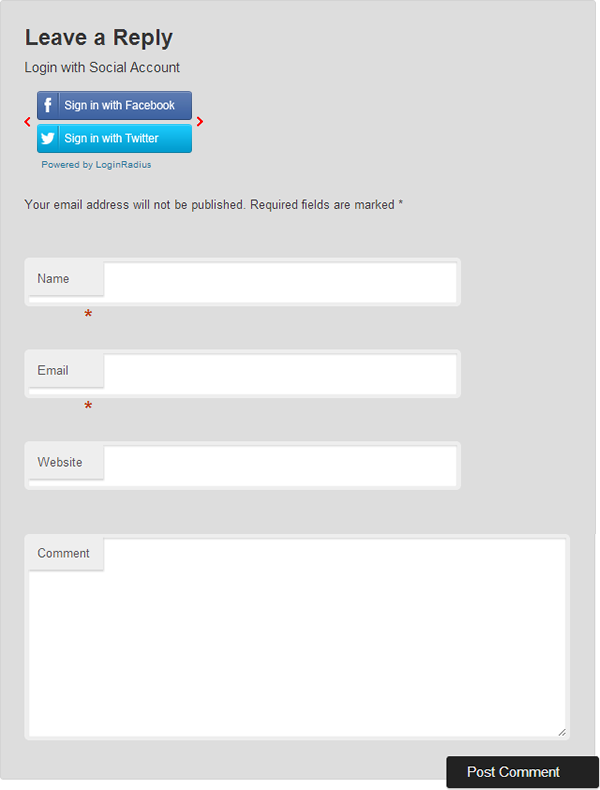 Leave a Reply
Login with Social Account
Sign in with Facebook
Sign in with Twitter
Powered by LoginRadius
Your email address will not be published. Required fields are marked *
Name
*
Email
*
Website
Comment
Post Comment